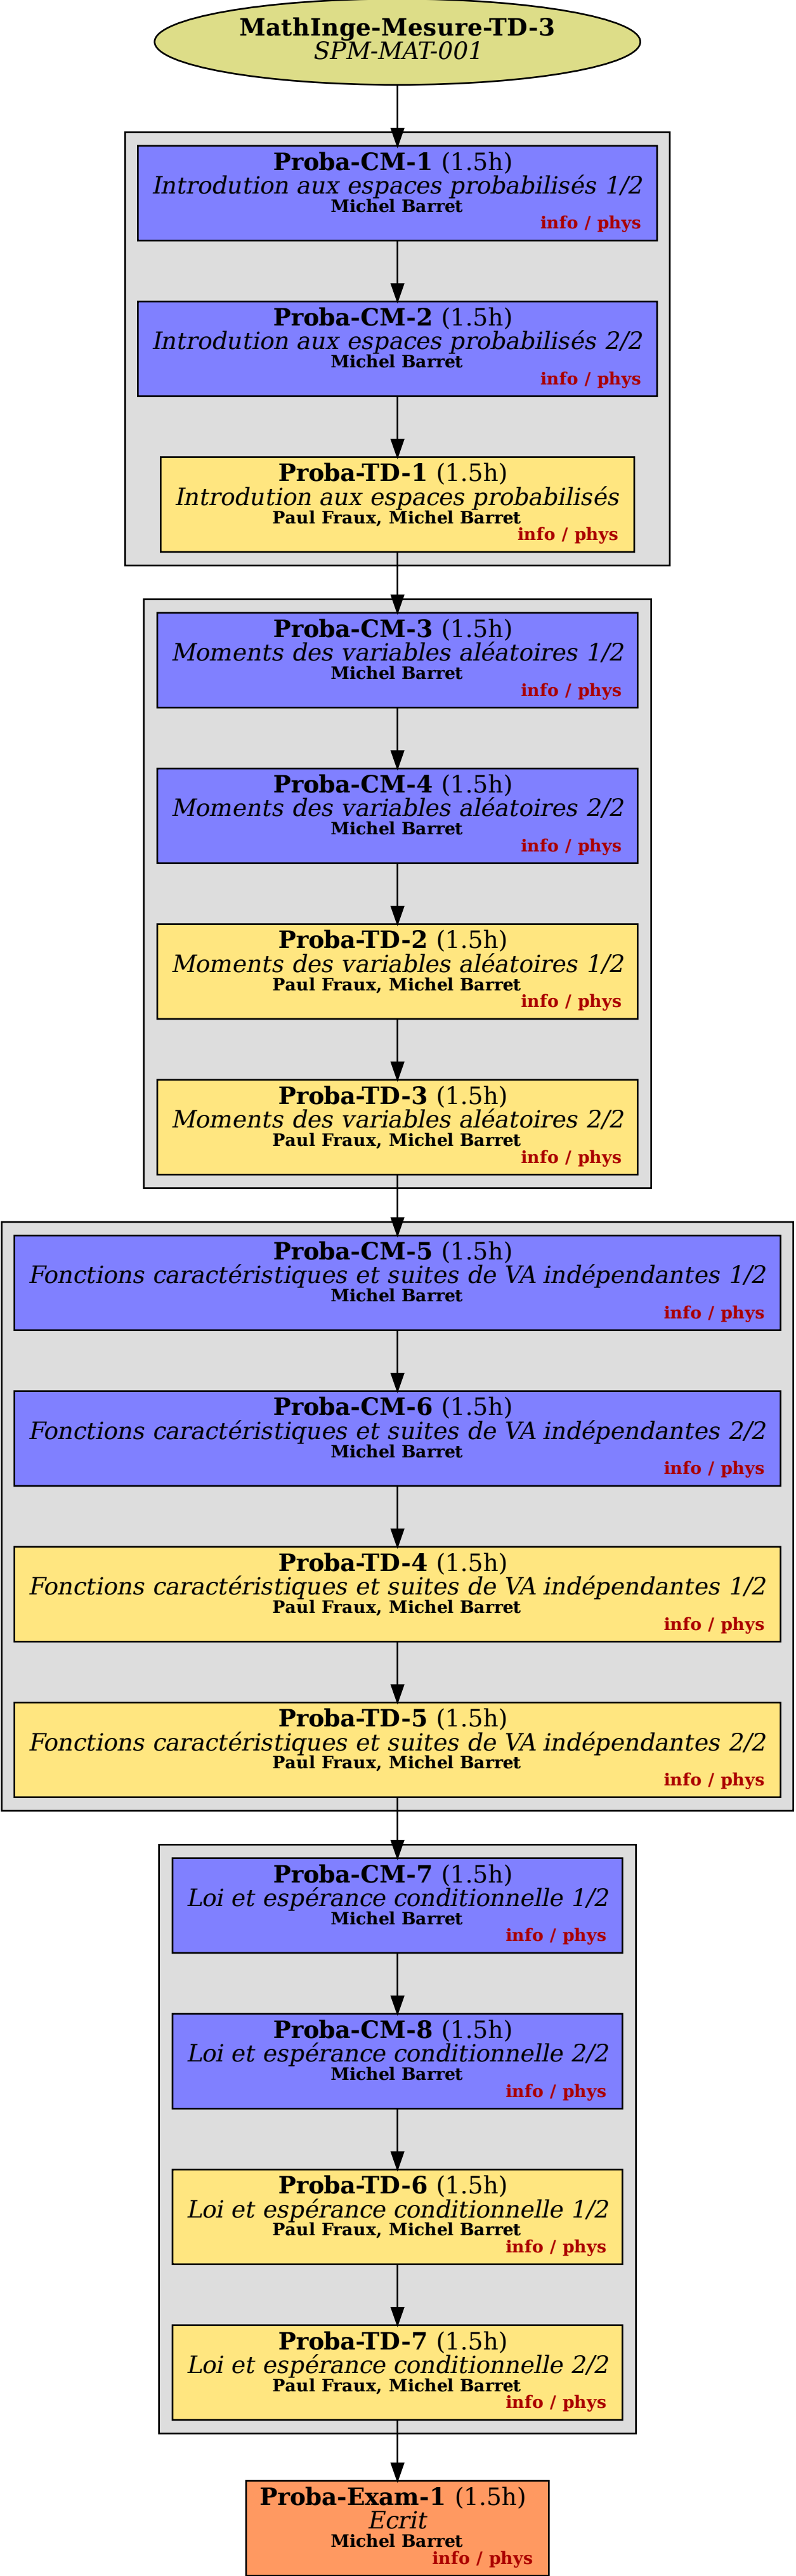 MathInge-Mesure-TD-3
SPM-MAT-001
Proba-CM-1 (1.5h)
Introdution aux espaces probabilisés 1/2
Michel Barret
info / phys
Proba-CM-2 (1.5h)
Introdution aux espaces probabilisés 2/2
Michel Barret
info / phys
Proba-TD-1 (1.5h)
Introdution aux espaces probabilisés
Paul Fraux, Michel Barret
info / phys
Proba-CM-3 (1.5h)
Moments des variables aléatoires 1/2
Michel Barret
info / phys
Proba-CM-4 (1.5h)
Moments des variables aléatoires 2/2
Michel Barret
info / phys
Proba-TD-2 (1.5h)
Moments des variables aléatoires 1/2
Paul Fraux, Michel Barret
info / phys
Proba-TD-3 (1.5h)
Moments des variables aléatoires 2/2
Paul Fraux, Michel Barret
info / phys
Proba-CM-5 (1.5h)
Fonctions caractéristiques et suites de VA indépendantes 1/2
Michel Barret
info / phys
Proba-CM-6 (1.5h)
Fonctions caractéristiques et suites de VA indépendantes 2/2
Michel Barret
info / phys
Proba-TD-4 (1.5h)
Fonctions caractéristiques et suites de VA indépendantes 1/2
Paul Fraux, Michel Barret
info / phys
Proba-TD-5 (1.5h)
Fonctions caractéristiques et suites de VA indépendantes 2/2
Paul Fraux, Michel Barret
info / phys
Proba-CM-7 (1.5h)
Loi et espérance conditionnelle 1/2
Michel Barret
info / phys
Proba-CM-8 (1.5h)
Loi et espérance conditionnelle 2/2
Michel Barret
info / phys
Proba-TD-6 (1.5h)
Loi et espérance conditionnelle 1/2
Paul Fraux, Michel Barret
info / phys
Proba-TD-7 (1.5h)
Loi et espérance conditionnelle 2/2
Paul Fraux, Michel Barret
info / phys
Proba-Exam-1 (1.5h)
Ecrit
Michel Barret
info / phys